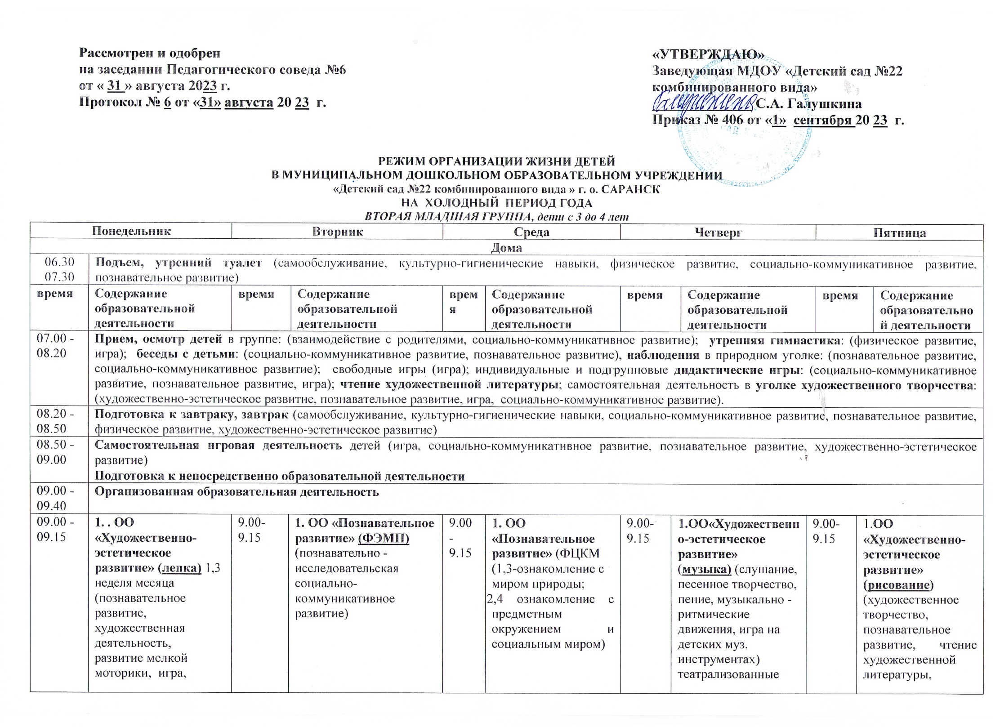 Рассмотрен и одобрен
на заседании Педагогического соведа №6
от « 31 » августа 2023 г.
Протокол № 6 от «31» августа 20 23 г.
«УТВЕРЖДАЮ»
Заведующая МДОУ «Детский сад №22
комбинированного вида»
С.А. Галушкина
Приказ № 406 от «1» сентября 20 23 г.
РЕЖИМ ОРГАНИЗАЦИИ ЖИЗНИ ДЕТЕЙ
В МУНИЦИПАЛЬНОМ ДОШКОЛЬНОМ ОБРАЗОВАТЕЛЬНОМ УЧРЕЖДЕНИИ
«Детский сад №22 комбинированного вида » г. о. САРАНСК
НА ХОЛОДНЫЙ ПЕРИОД ГОДА
ВТОРАЯ МЛАДШАЯ ГРУППА, дети с 3 до 4 лет
Понедельник
Вторник
Среда
Четверг
Пятница
Дома
06.30
07.30
Подъем, утренний туалет (самообслуживание, культурно-гигиенические навыки, физическое развитие, социально-коммуникативное развитие,
познавательное развитие)
время
Содержание
образовательной
деятельности
время
Содержание
образовательной
деятельности
врем
я
Содержание
образовательной
деятельности
время
Содержание
образовательной
деятельности
время
Содержание
образовательно
й деятельности
07.00 -
08.20
Прием, осмотр детей в группе: (взаимодействие с родителями, социально-коммуникативное развитие); утренняя гимнастика: (физическое развитие,
игра); беседы с детьми: (социально-коммуникативное развитие, познавательное развитие), наблюдения в природном уголке: (познавательное развитие,
социально-коммуникативное развитие); свободные игры (игра); индивидуальные и подгрупповые дидактические игры: (социально-коммуникативное
развитие, познавательное развитие, игра); чтение художественной литературы; самостоятельная деятельность в уголке художественного творчества:
(художественно-эстетическое развитие, познавательное развитие, игра, социально-коммуникативное развитие).
08.20 -
08.50
Подготовка к завтраку, завтрак (самообслуживание, культурно-гигиенические навыки, социально-коммуникативное развитие, познавательное развитие,
физическое развитие, художественно-эстетическое развитие)
08.50 -
09.00
Самостоятельная игровая деятельность детей (игра, социально-коммуникативное развитие, познавательное развитие, художественно-эстетическое
развитие)
Подготовка к непосредственно образовательной деятельности
09.00 -
09.40
Организованная образовательная деятельность
09.00 -
09.15
1. . ОО
«Художественно-
эстетическое
развитие» (лепка) 1,3
неделя месяца
(познавательное
развитие,
художественная
деятельность,
развитие мелкой
моторики, игра,
9.00-
9.15
1. ОО «Познавательное
развитие» (ФЭМП)
(познавательно -
исследовательская
социально-
коммуникативное
развитие)
9.00
-
9.15
1. ОО
«Познавательное
развитие» (ФЦКМ
(1,3-ознакомление с
миром природы;
2,4 ознакомление с
предметным
окружением и
социальным миром)
9.00-
9.15
1.ОО«Художественн
о-эстетическое
развитие»
(музыка) (слушание,
песенное творчество,
пение, музыкально -
ритмические
движения, игра на
детских муз.
инструментах)
театрализованные
9.00-
9.15
1.ОО
«Художественно-
эстетическое
развитие»
(рисование)
(художественное
творчество,
познавательное
развитие, чтение
художественной
литературы,